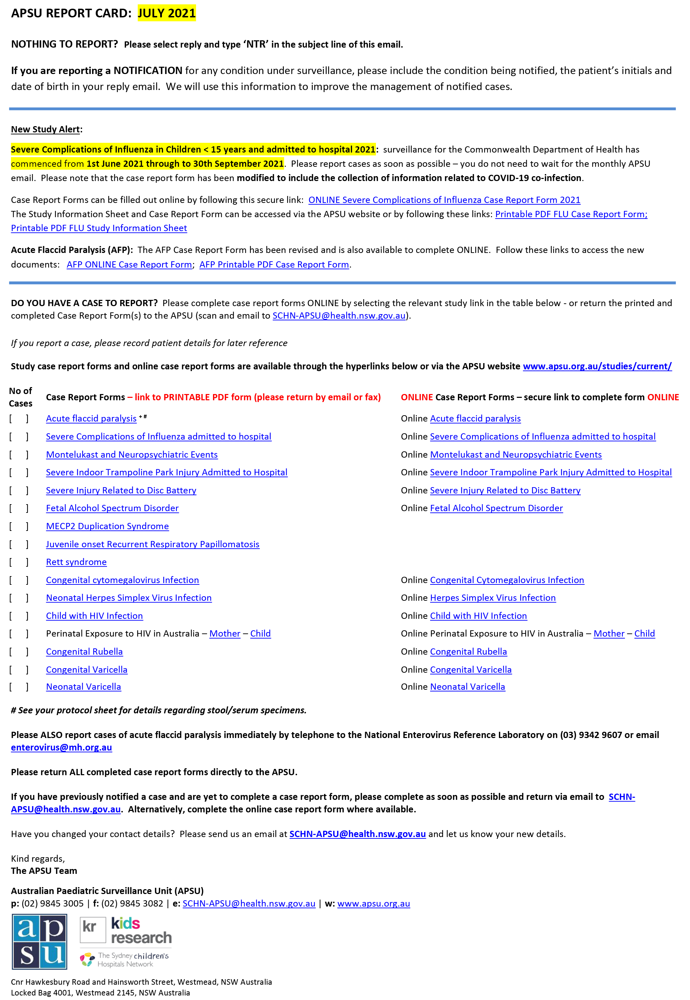 APSU REPORT CARD: JULY 2021
NOTHING TO REPORT? Please select reply and type ‘NTR’ in the subject line of this email.
If you are reporting a NOTIFICATION for any condition under surveillance, please include the condition being notified, the patient’s initials and
date of birth in your reply email. We will use this information to improve the management of notified cases.
New Study Alert:
Severe Complications of Influenza in Children < 15 years and admitted to hospital 2021: surveillance for the Commonwealth Department of Health has
commenced from 1st June 2021 through to 30th September 2021. Please report cases as soon as possible – you do not need to wait for the monthly APSU
email. Please note that the case report form has been modified to include the collection of information related to COVID-19 co-infection.
Case Report Forms can be filled out online by following this secure link: ONLINE Severe Complications of Influenza Case Report Form 2021
The Study Information Sheet and Case Report Form can be accessed via the APSU website or by following these links: Printable PDF FLU Case Report Form;
Printable PDF FLU Study Information Sheet
Acute Flaccid Paralysis (AFP): The AFP Case Report Form has been revised and is also available to complete ONLINE. Follow these links to access the new
documents: AFP ONLINE Case Report Form; AFP Printable PDF Case Report Form.
DO YOU HAVE A CASE TO REPORT? Please complete case report forms ONLINE by selecting the relevant study link in the table below - or return the printed and
completed Case Report Form(s) to the APSU (scan and email to SCHN-APSU@health.nsw.gov.au).
If you report a case, please record patient details for later reference
Study case report forms and online case report forms are available through the hyperlinks below or via the APSU website www.apsu.org.au/studies/current/
No of
Cases Case Report Forms – link to PRINTABLE PDF form (please return by email or fax) ONLINE Case Report Forms – secure link to complete form ONLINE
[ ] Acute flaccid paralysis + # Online Acute flaccid paralysis
[ ] Severe Complications of Influenza admitted to hospital Online Severe Complications of Influenza admitted to hospital
[ ] Montelukast and Neuropsychiatric Events Online Montelukast and Neuropsychiatric Events
[ ] Severe Indoor Trampoline Park Injury Admitted to Hospital Online Severe Indoor Trampoline Park Injury Admitted to Hospital
[ ] Severe Injury Related to Disc Battery Online Severe Injury Related to Disc Battery
[ ] Fetal Alcohol Spectrum Disorder Online Fetal Alcohol Spectrum Disorder
[ ] MECP2 Duplication Syndrome
[ ] Juvenile onset Recurrent Respiratory Papillomatosis
[ ] Rett syndrome
[ ] Congenital cytomegalovirus Infection Online Congenital Cytomegalovirus Infection
[ ] Neonatal Herpes Simplex Virus Infection Online Herpes Simplex Virus Infection
[ ] Child with HIV Infection Online Child with HIV Infection
[ ] Perinatal Exposure to HIV in Australia – Mother – Child Online Perinatal Exposure to HIV in Australia – Mother – Child
[ ] Congenital Rubella Online Congenital Rubella
[ ] Congenital Varicella Online Congenital Varicella
[ ] Neonatal Varicella Online Neonatal Varicella
# See your protocol sheet for details regarding stool/serum specimens.
Please ALSO report cases of acute flaccid paralysis immediately by telephone to the National Enterovirus Reference Laboratory on (03) 9342 9607 or email
enterovirus@mh.org.au
Please return ALL completed case report forms directly to the APSU.
If you have previously notified a case and are yet to complete a case report form, please complete as soon as possible and return via email to SCHN-
APSU@health.nsw.gov.au. Alternatively, complete the online case report form where available.
Have you changed your contact details? Please send us an email at SCHN-APSU@health.nsw.gov.au and let us know your new details.
Kind regards,
The APSU Team
Australian Paediatric Surveillance Unit (APSU)
p: (02) 9845 3005 | f: (02) 9845 3082 | e: SCHN-APSU@health.nsw.gov.au | w: www.apsu.org.au
ap
su
kr kids
research
The Sydney children's
Hospitals Network
Cnr Hawkesbury Road and Hainsworth Street, Westmead, NSW Australia
Locked Bag 4001, Westmead 2145, NSW Australia